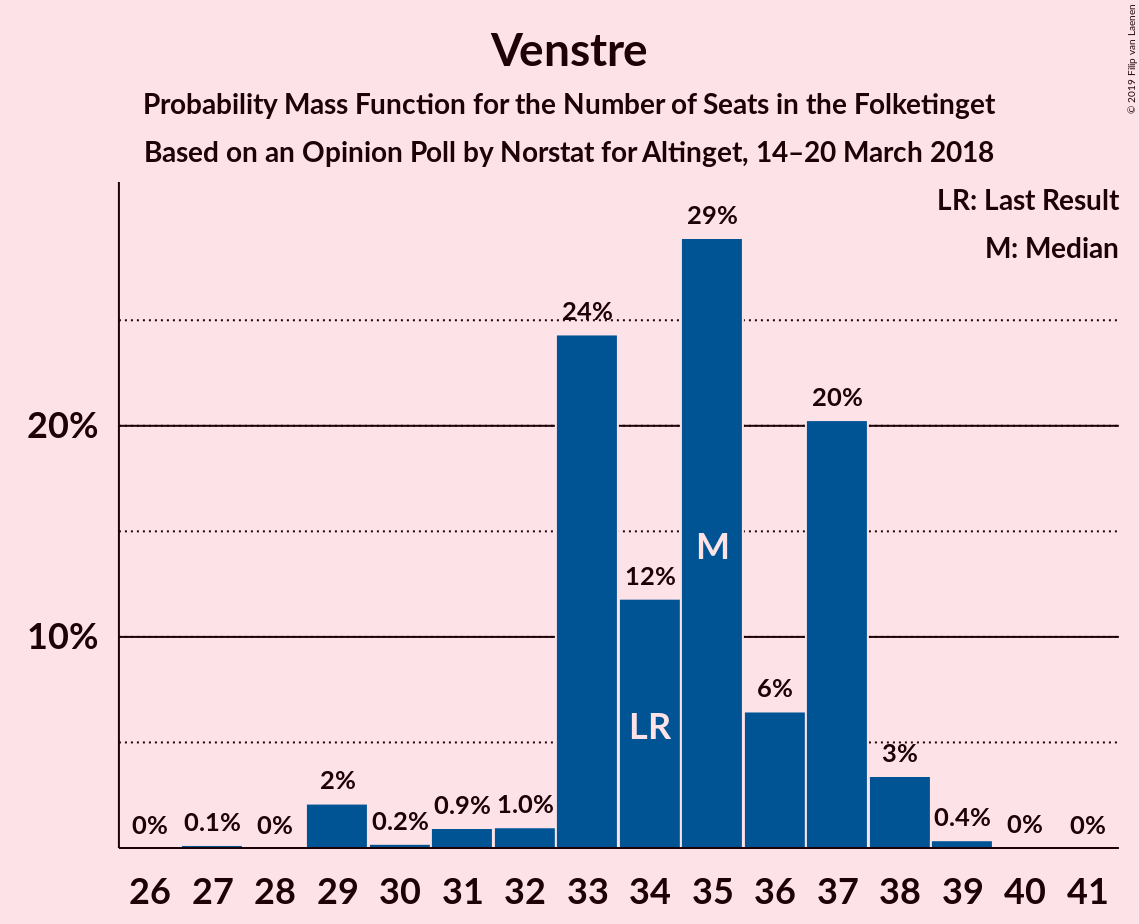 Venstre
Probability Mass Function for the Number of Seats in the Folketinget
Based on an Opinion Poll by Norstat for Altinget, 14–20 March 2018
© 2019 Filip van Laenen
LR: Last Result
M: Median
20%
10%
0%
0.1%
0%
2%
0.2%
0.9%
1.0%
24%
12%
29%
6%
20%
3%
0.4%
0%
0%
LR
M
26 27 28 29 30 31 32 33 34 35 36 37 38 39 40 41